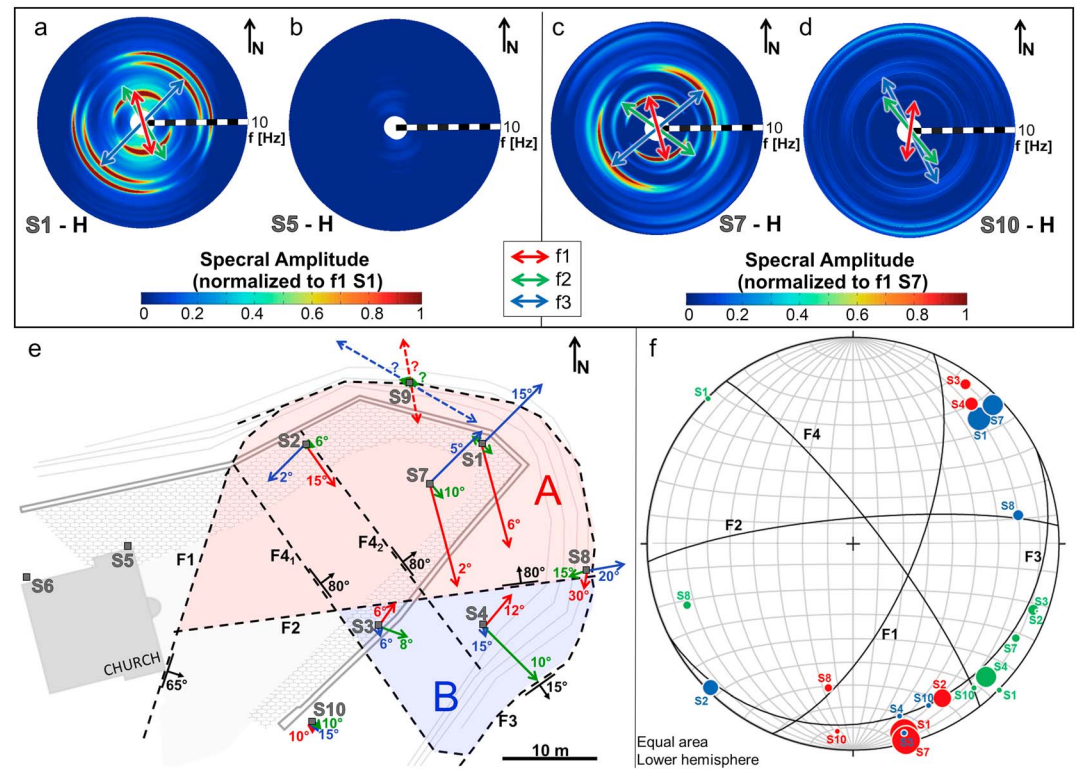 a
b
c
d
N
N
N
N
10
f [Hz]
10
f [Hz]
10
f [Hz]
10
f [Hz]
S1 - H
S5 - H
S7 - H
S10 - H
Specral Amplitude
(normalized to f1 S1)
0 0.2 0.4 0.6 0.8 1
f1
f2
f3
Specral Amplitude
(normalized to f1 S7)
0 0.2 0.4 0.6 0.8 1
e
N
?
?
?
S9
15°
S2
6°
2°
15°
5°
S1
S7
10°
A
6°
2°
S5
S6
F1
F4₁
F4₂
80°
80°
80°
S8
15°
20°
30°
F2
6°
S3
6°
8°
S4
12°
15°
10°
15°
CHURCH
65°
B
F3
S10
10°
10°
15°
10 m
f
S1
S3
S4
S7
S1
F4
F2
S8
F3
S8
S3
S2
F1
S7
S4
S8
S2
S2
S10
S10
S1
S4
S1
S10
S7
Equal area
Lower hemisphere